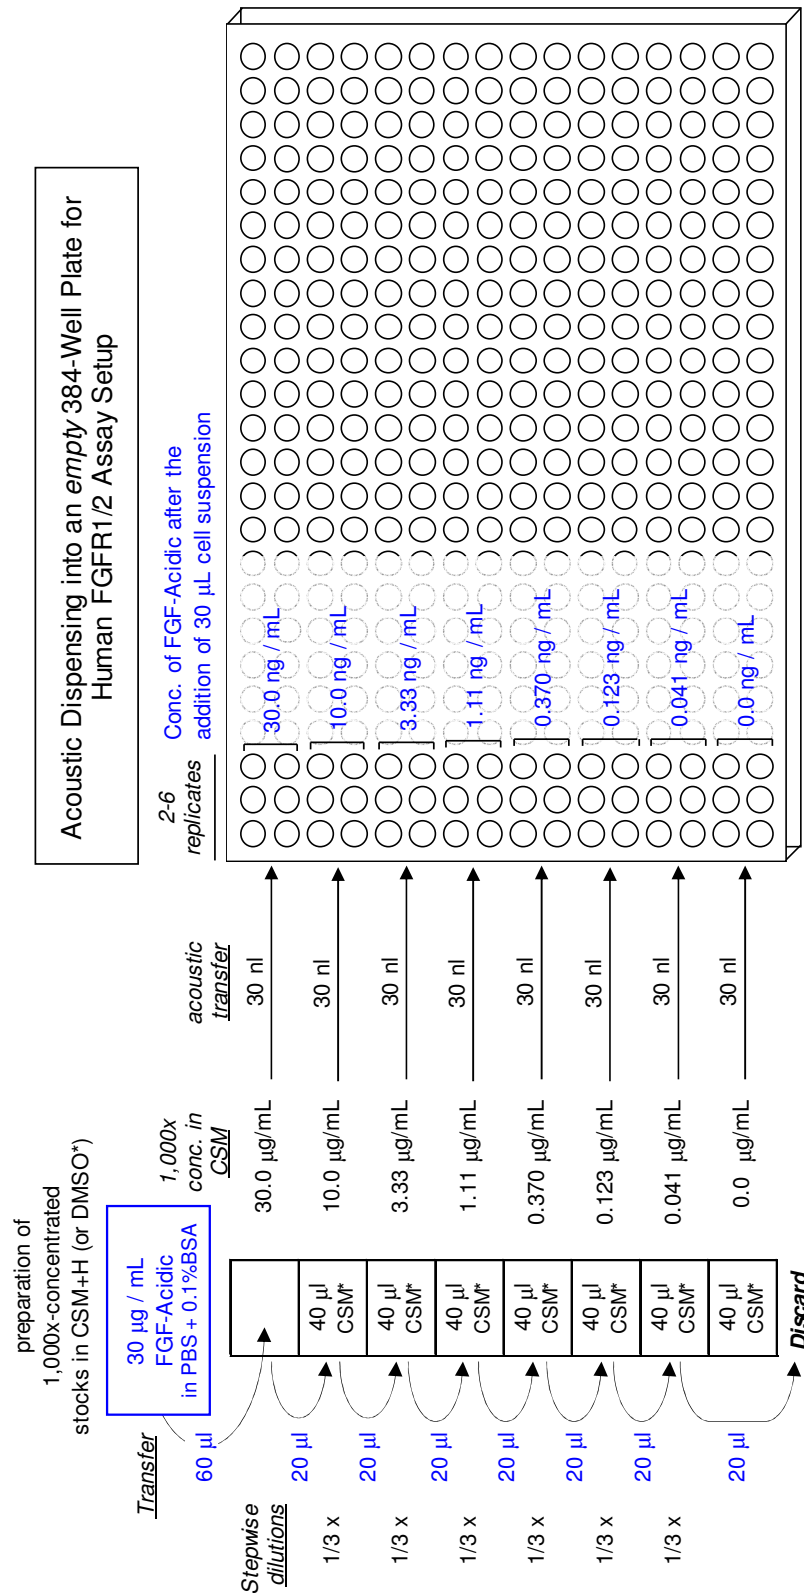 Acoustic Dispensing into an empty 384-Well Plate for
Human FGFR1/2 Assay Setup
preparation of
1,000x-concentrated
stocks in CSM+H (or DMSO*)
Transfer
30 µg / mL
FGF-Acidic
in PBS + 0.1%BSA
1,000x
conc. in
CSM
acoustic
transfer
2-6
replicates
Conc. of FGF-Acidic after the
addition of 30 µL cell suspension
Stepwise
dilutions
60 µl
30.0 µg/mL
30 nl
30.0 ng / mL
1/3 x
20 µl
40 µl
CSM*
10.0 µg/mL
30 nl
10.0 ng / mL
1/3 x
20 µl
40 µl
CSM*
3.33 µg/mL
30 nl
3.33 ng / mL
1/3 x
20 µl
40 µl
CSM*
1.11 µg/mL
30 nl
1.11 ng / mL
1/3 x
20 µl
40 µl
CSM*
0.370 µg/mL
30 nl
0.370 ng / mL
1/3 x
20 µl
40 µl
CSM*
0.123 µg/mL
30 nl
0.123 ng / mL
1/3 x
20 µl
40 µl
CSM*
0.041 µg/mL
30 nl
0.041 ng / mL
20 µl
40 µl
CSM*
0.0 µg/mL
30 nl
0.0 ng / mL
Discard